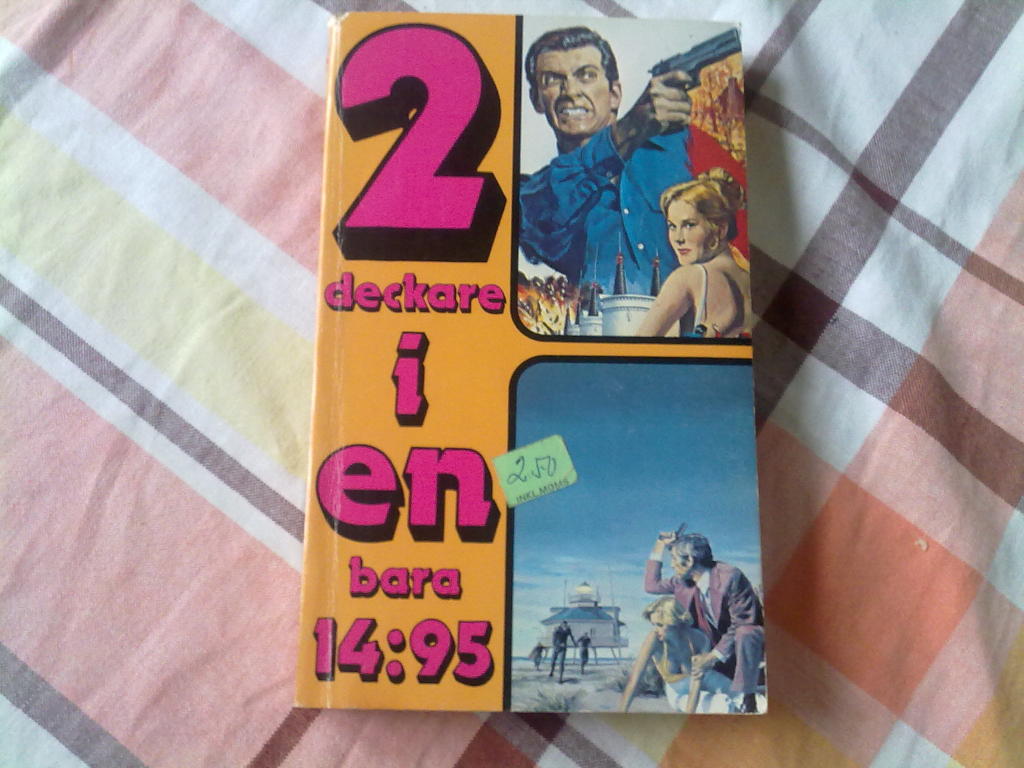 2
deckare
i
en
bara
14:95
2.50
INKL MOMS